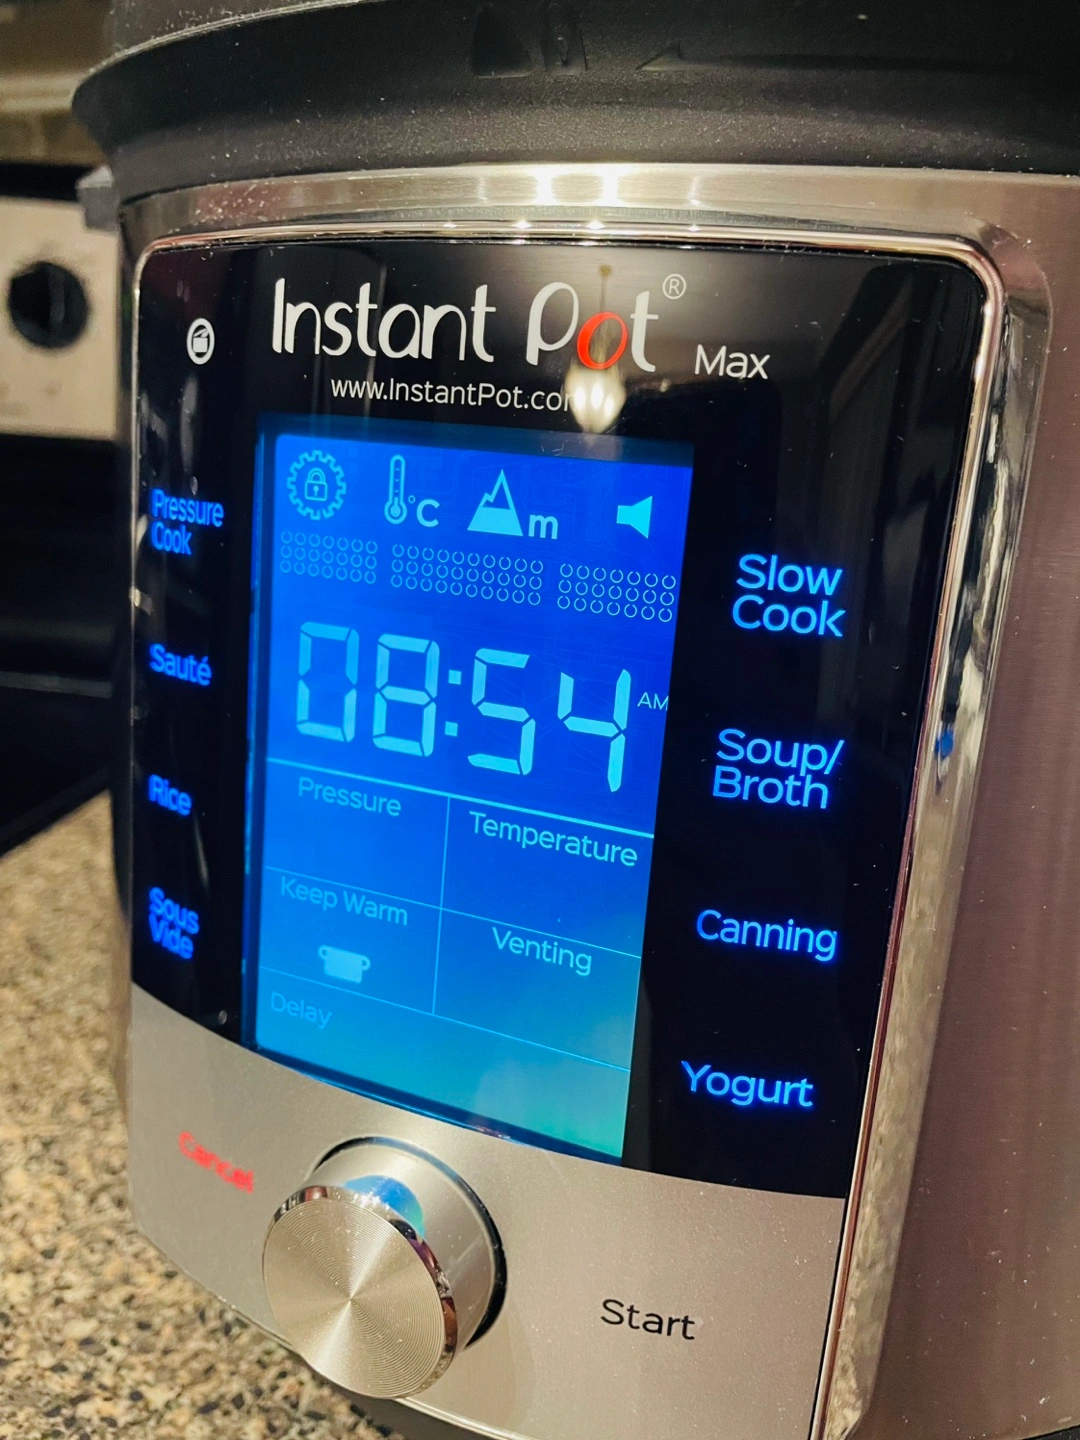 Instant Pot® Max
www.InstantPot.com
Pressure
Cook
Sauté
Rice
Sous
Vide
°C
m
08:54 AM
Pressure
Temperature
Keep Warm
Venting
Delay
Slow
Cook
Soup/
Broth
Canning
Yogurt
Cancel
Start